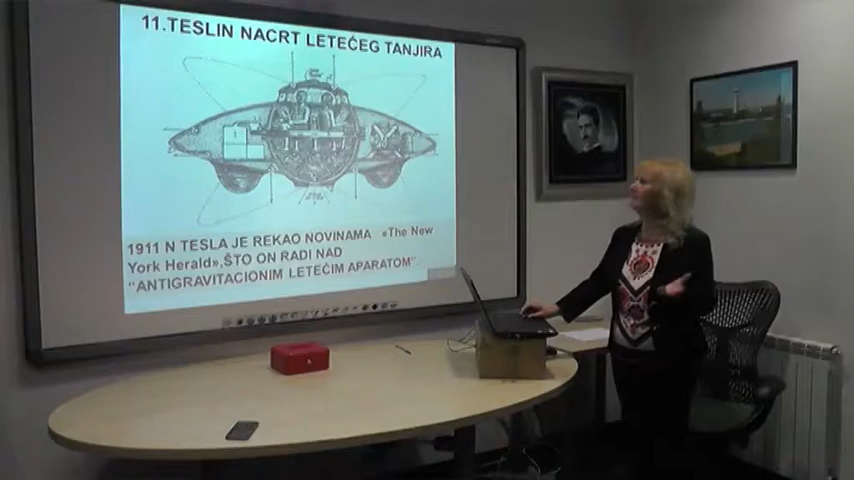 11.TESLIN NACRT LETEĆEG TANJIRA
1911 N TESLA JE REKAO NOVINAMA «The New
York Herald»,ŠTO ON RADI NAD
"ANTIGRAVITACIONIM LETEĆIM APARATOM"